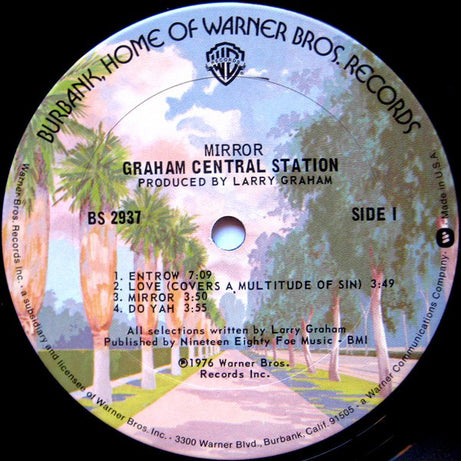 BURBANK, HOME OF WARNER BROS. RECORDS
WB
Records
MIRROR
GRAHAM CENTRAL STATION
PRODUCED BY LARRY GRAHAM
BS 2937
SIDE I
1. ENTROW 7:09
2. LOVE (COVERS A MULTITUDE OF SIN) 3:49
3. MIRROR 3:50
4. DO YAH 3:55
All selections written by Larry Graham
Published by Nineteen Eighty Foe Music - BMI
℗1976 Warner Bros.
Records Inc.
Warner Bros. Records Inc. · a subsidiary and licensee of Warner Bros. Inc. · 3300 Warner Blvd., Burbank, Calif. 91505 · a Warner Communications Company · Made in U.S.A.